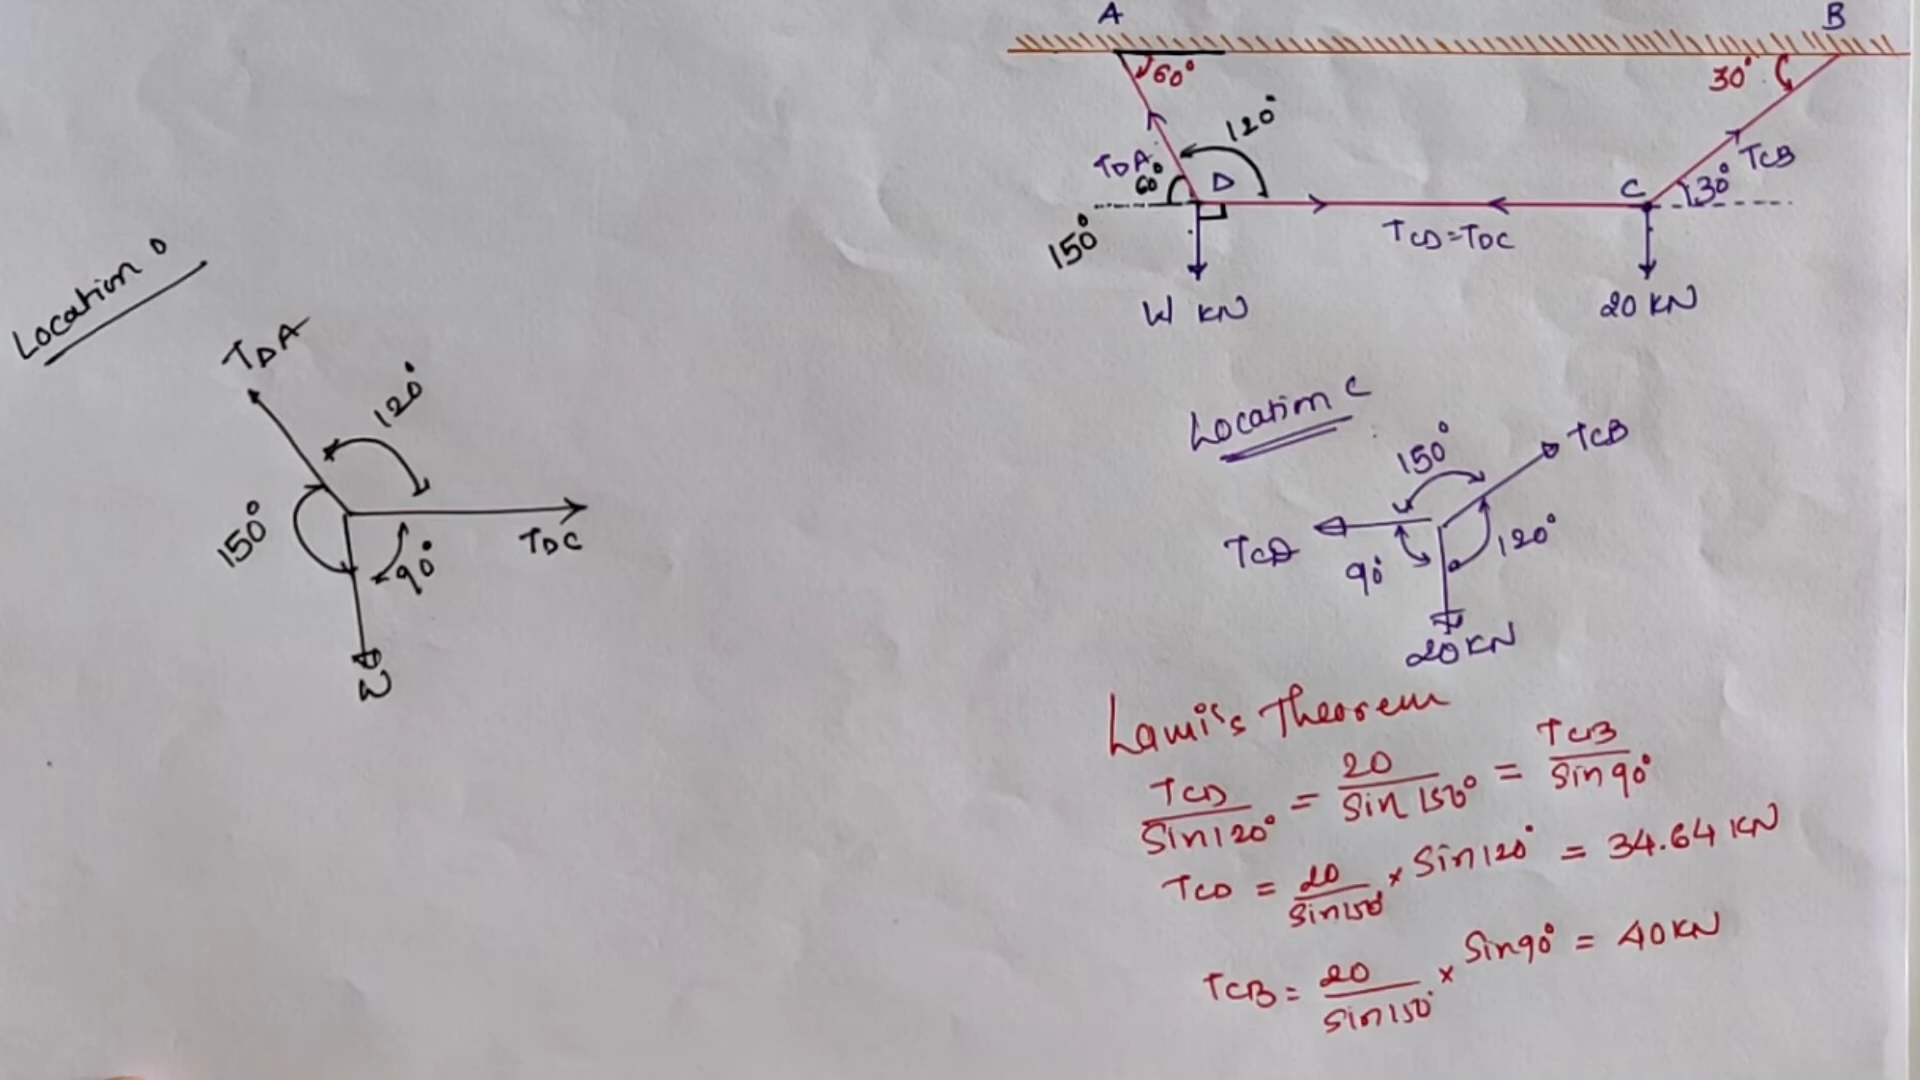 A
B
60°
30°
120°
TDA
60°
D
C
30°
TCB
150°
TCD=TDC
W KN
20 KN
Location D
TDA
120°
150°
90°
TDC
W
Location C
150°
TCB
TCD
90°
120°
20KN
Lami's Theorem
TCD/Sin120° = 20/Sin 150° = TCB/Sin90°
TCD = 20/Sin150° × Sin120° = 34.64 KN
TCB = 20/Sin150° × Sin90° = 40KN